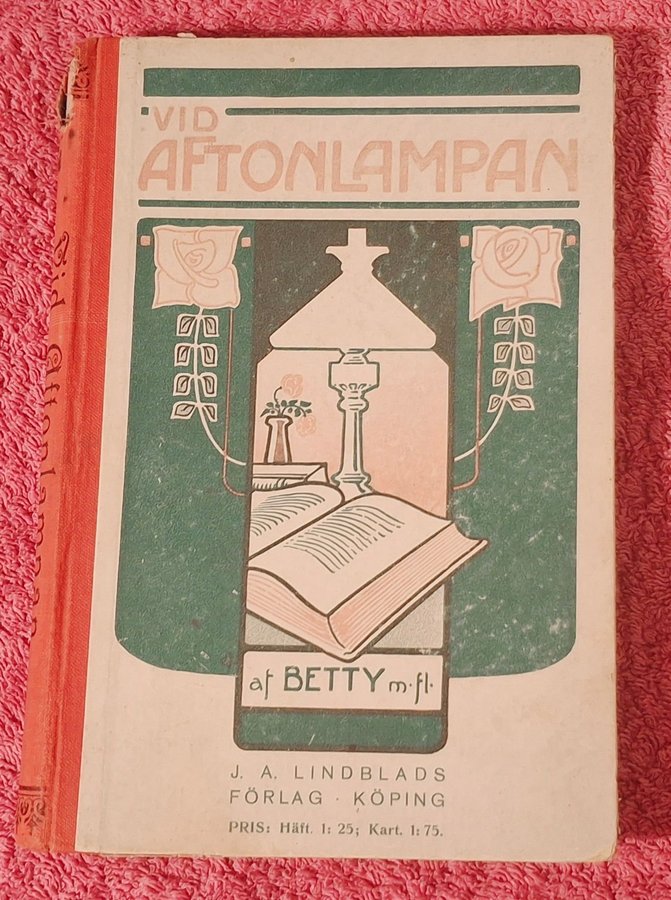 VID
AFTONLAMPAN
af BETTY m·fl·
J. A. LINDBLADS
FÖRLAG · KÖPING
PRIS: Häft. 1: 25; Kart. 1: 75.
Vid Aftonlampan